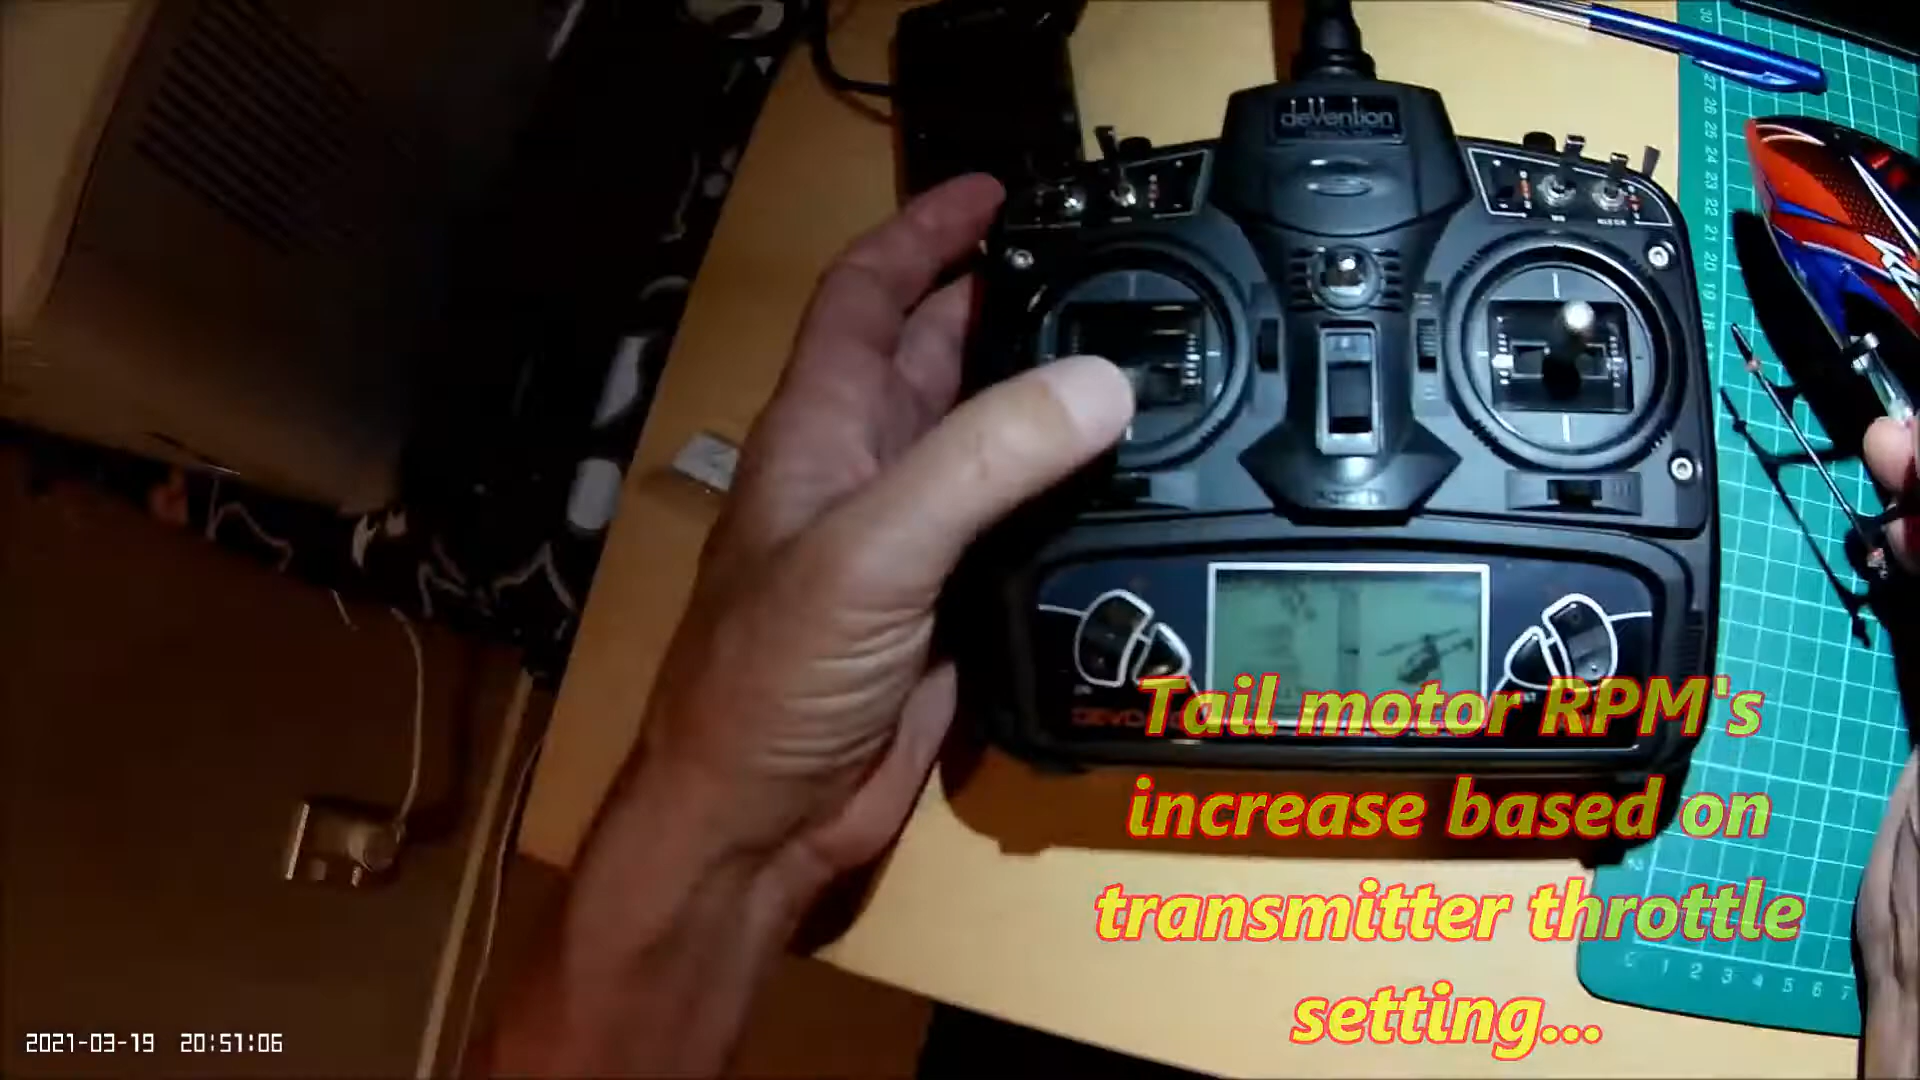 devention
Tail motor RPM's
increase based on
transmitter throttle
setting...
2021-03-19 20:51:06